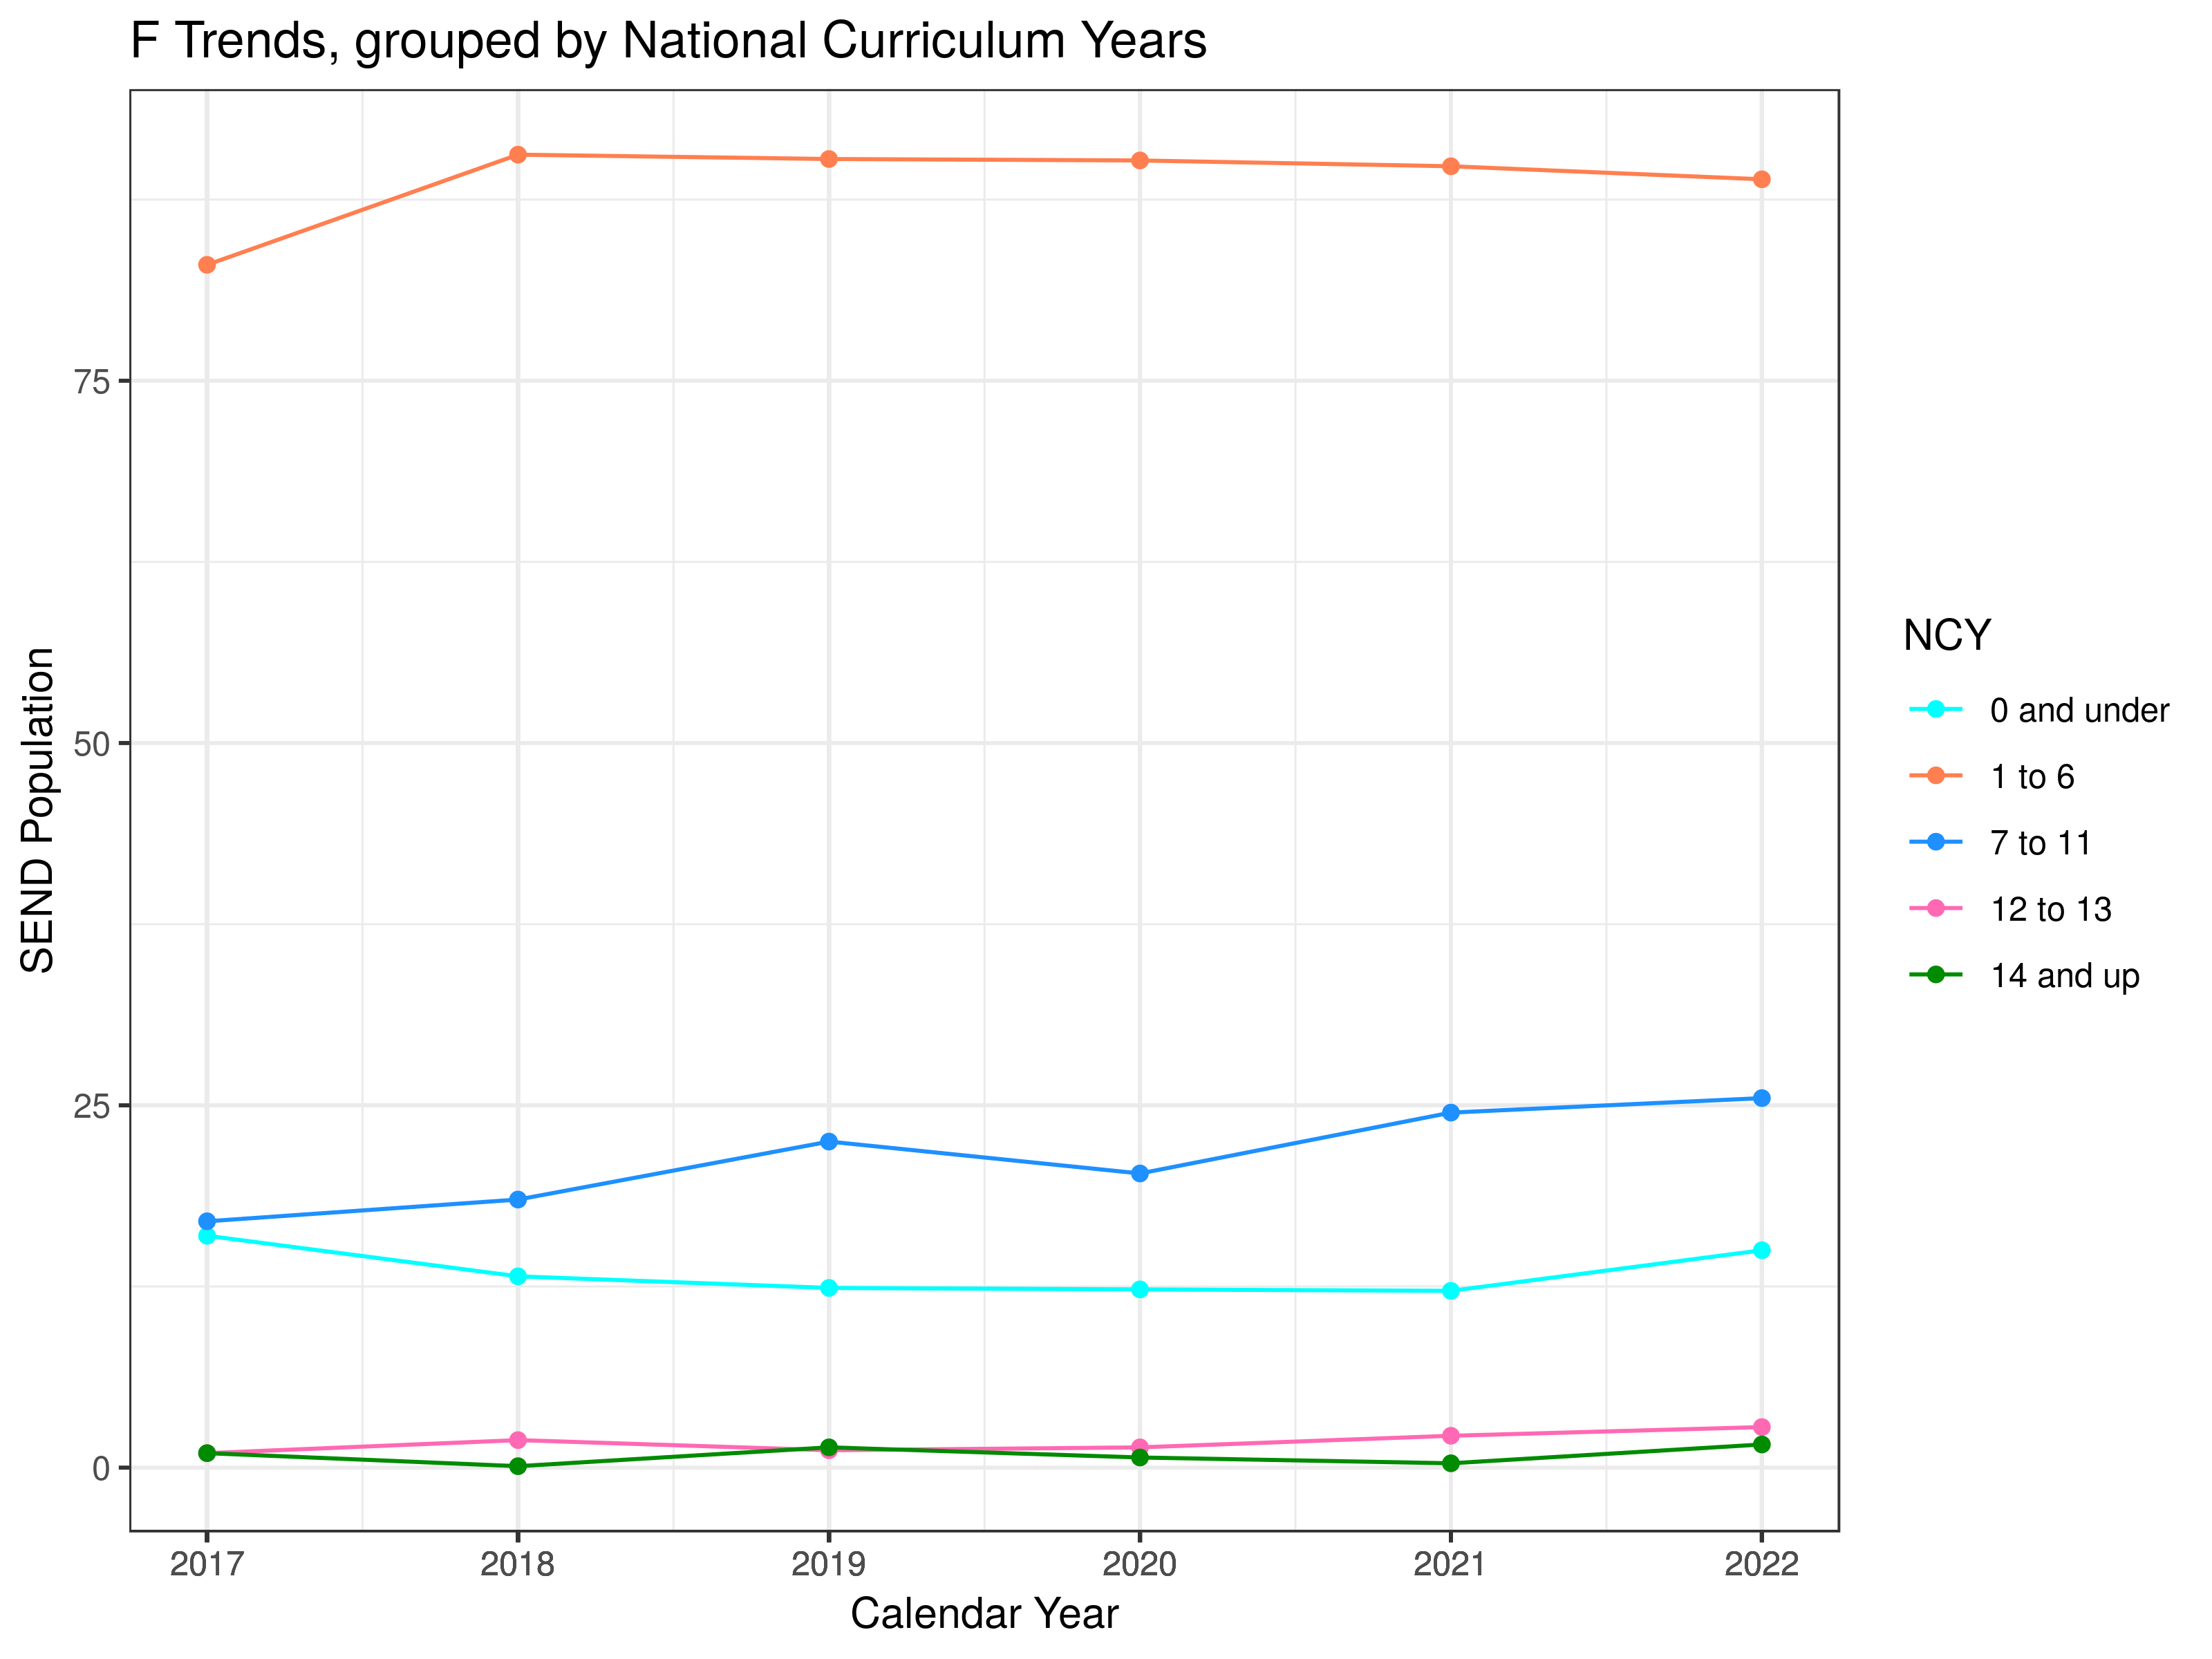 F Trends, grouped by National Curriculum Years
SEND Population
75
50
25
0
2017 2018 2019 2020 2021 2022
Calendar Year
NCY
0 and under
1 to 6
7 to 11
12 to 13
14 and up